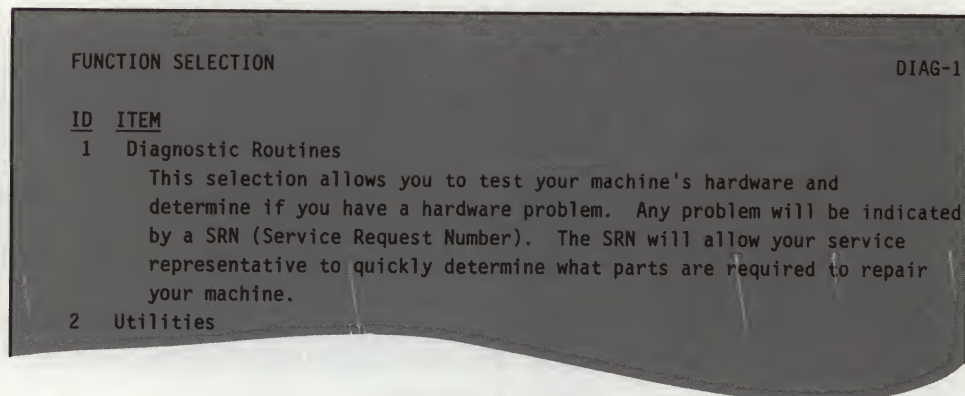 FUNCTION SELECTION DIAG-1
ID ITEM
1 Diagnostic Routines
This selection allows you to test your machine's hardware and
determine if you have a hardware problem. Any problem will be indicated
by a SRN (Service Request Number). The SRN will allow your service
representative to quickly determine what parts are required to repair
your machine.
2 Utilities